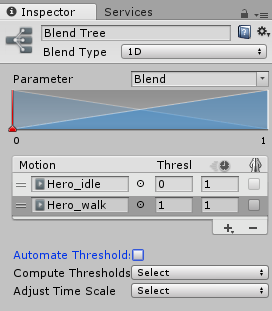 Inspector Services
Blend Tree
Blend Type 1D
Parameter Blend
0 1
Motion Thresl
Hero_idle 0 1
Hero_walk 1 1
Automate Thresholds
Compute Thresholds Select
Adjust Time Scale Select